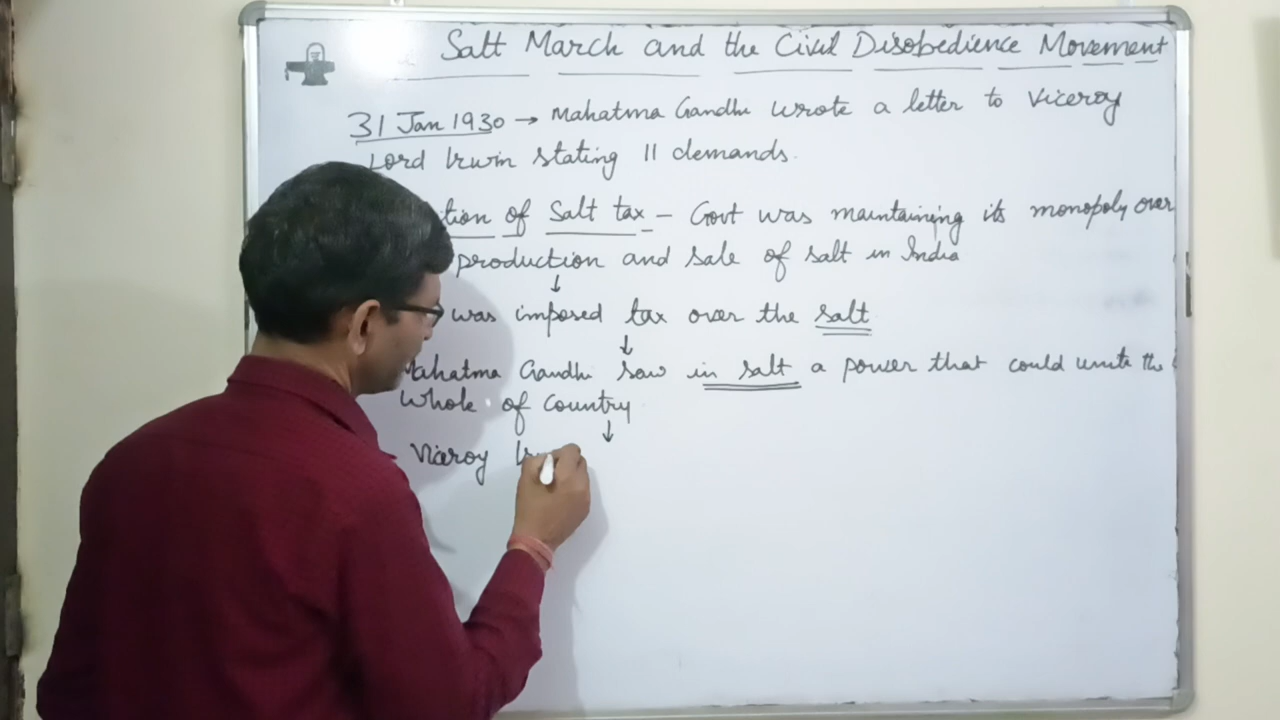 Salt March and the Civil Disobedience Movement
31 Jan 1930 → Mahatma Gandhi wrote a letter to Viceroy
Lord Irwin stating 11 demands.
tion of Salt tax - Govt was maintaining its monopoly over
production and sale of salt in India
↓
was imposed tax over the salt
↓
Mahatma Gandhi saw in salt a power that could unite the
whole of country
↓
Viceroy